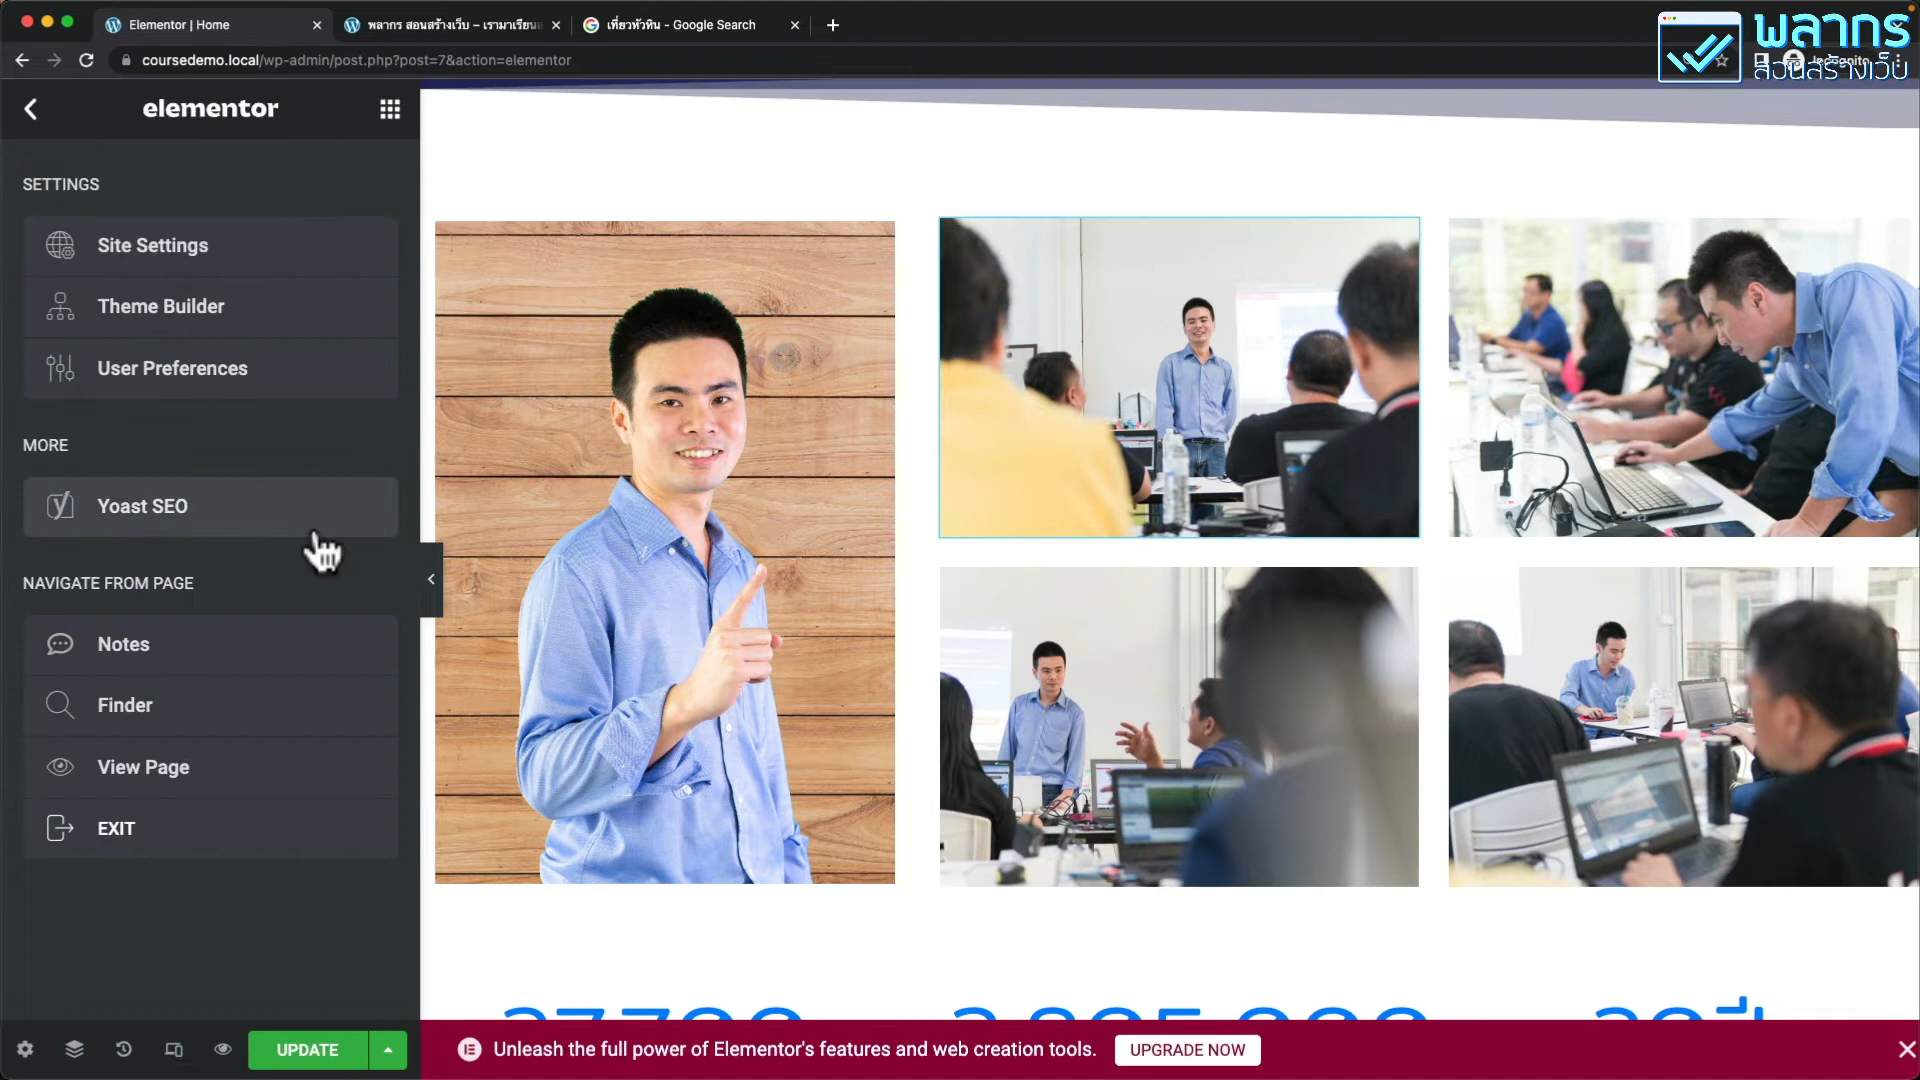 Elementor | Home
พลากร สอนสร้างเว็บ – เรามาเรียน
เที่ยวหัวหิน - Google Search
coursedemo.local/wp-admin/post.php?post=7&action=elementor
พลากร
สอนสร้างเว็บ
elementor
SETTINGS
Site Settings
Theme Builder
User Preferences
MORE
Yoast SEO
NAVIGATE FROM PAGE
Notes
Finder
View Page
EXIT
UPDATE
Unleash the full power of Elementor's features and web creation tools.
UPGRADE NOW